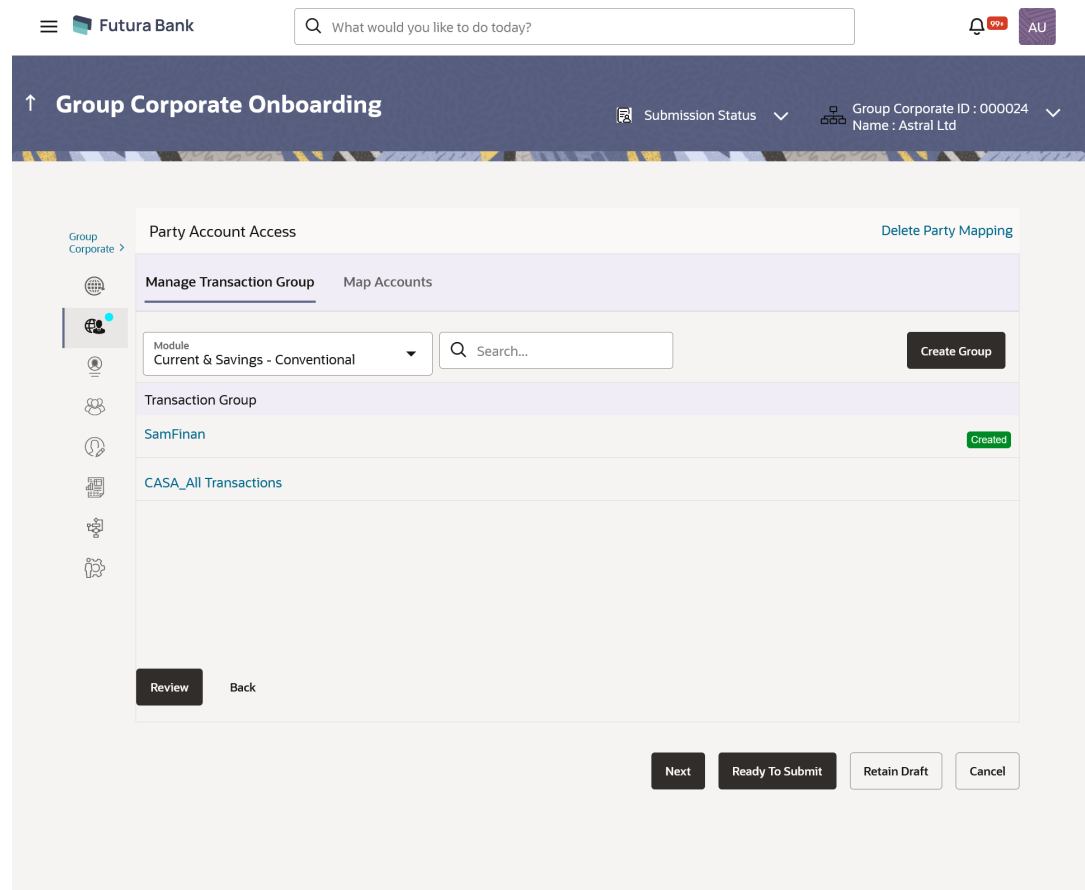 Futura Bank
What would you like to do today?
99+
AU
Group Corporate Onboarding
Submission Status
Group Corporate ID : 000024
Name : Astral Ltd
Group
Corporate >
Party Account Access
Delete Party Mapping
Manage Transaction Group
Map Accounts
Module
Current & Savings - Conventional
Search...
Create Group
Transaction Group
SamFinan
Created
CASA_All Transactions
Review
Back
Next
Ready To Submit
Retain Draft
Cancel